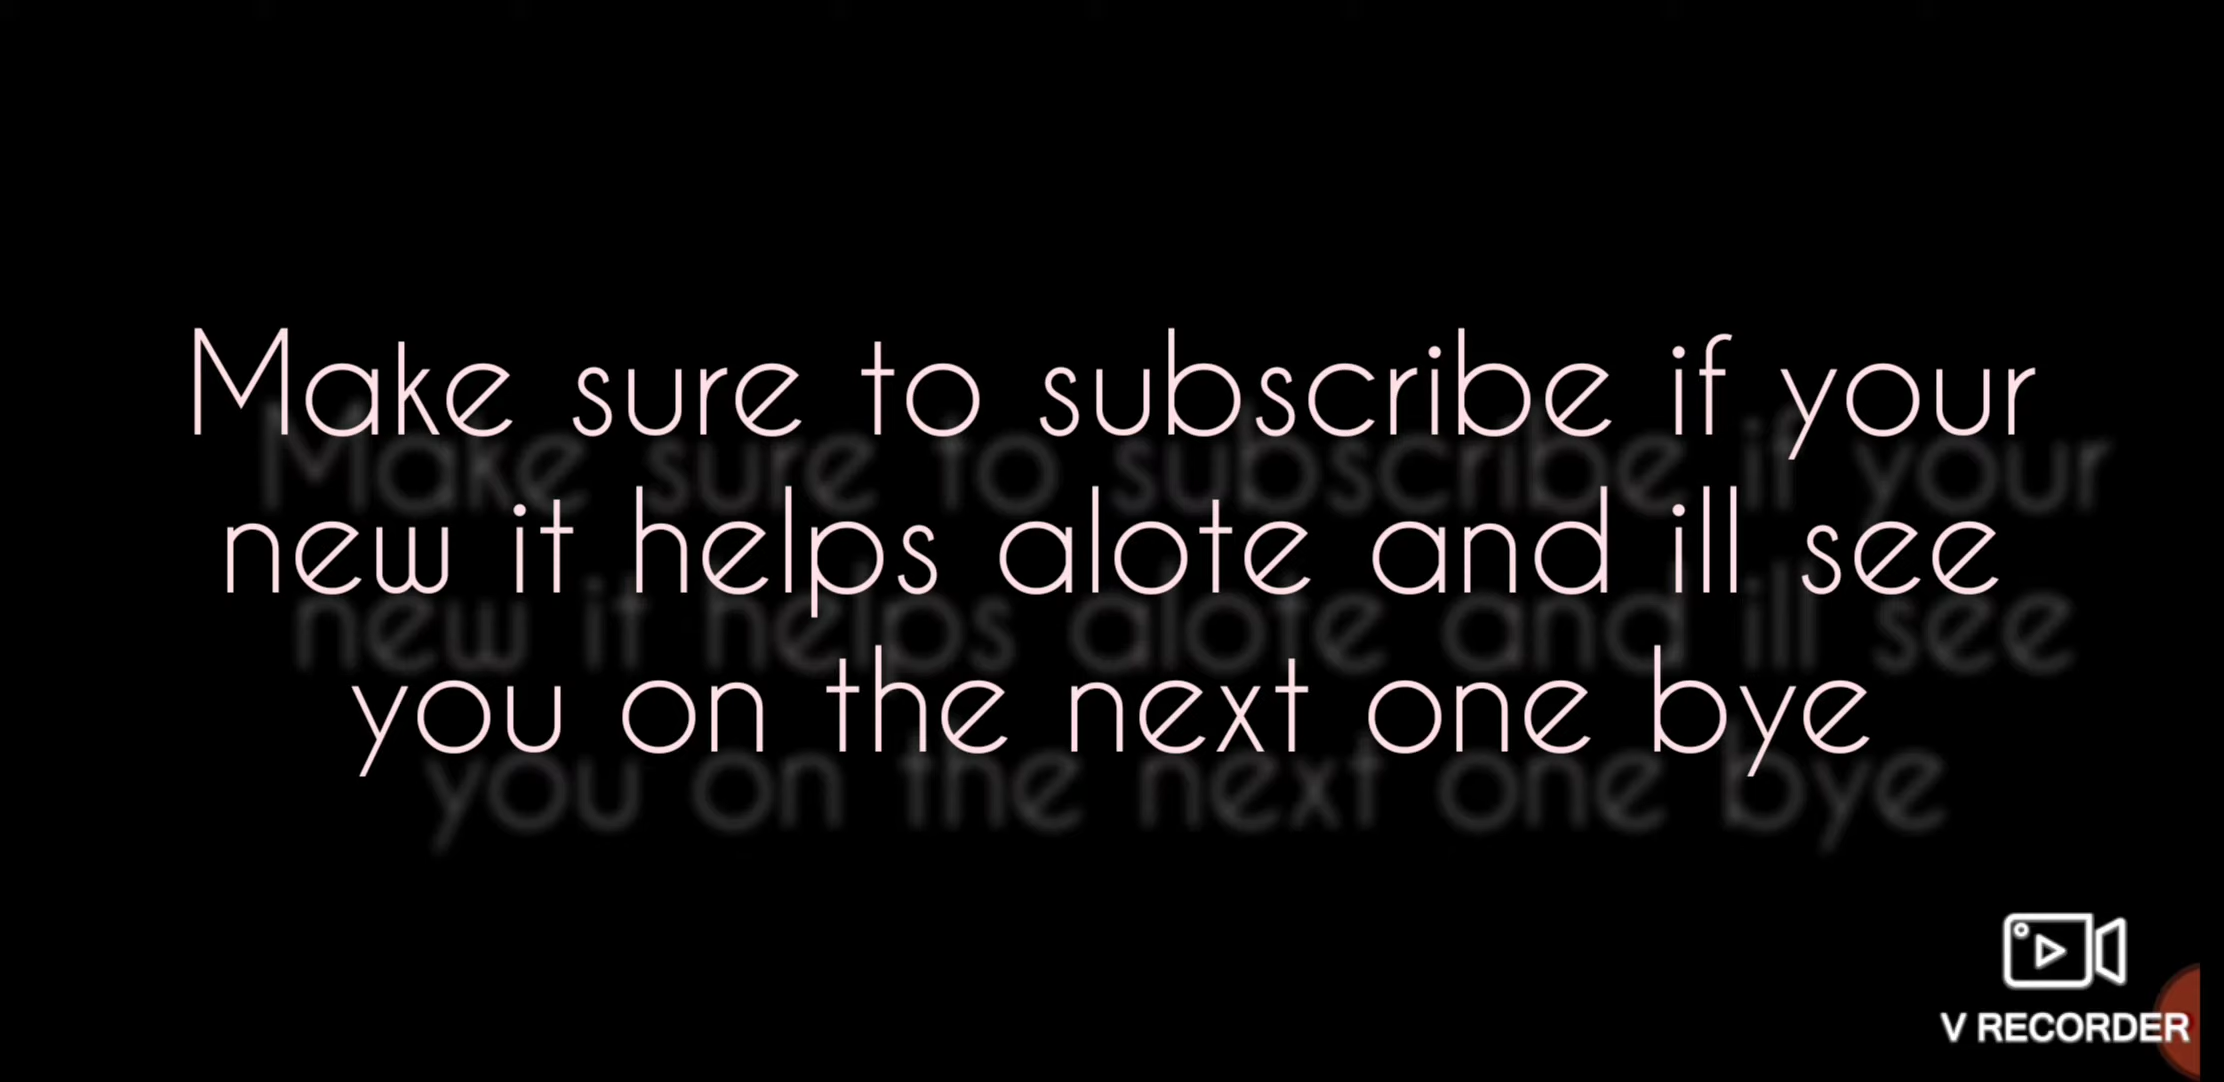 Make sure to subscribe if your
new it helps alote and ill see
you on the next one bye
V RECORDER